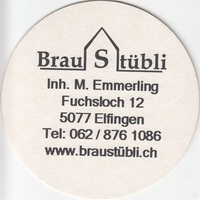 Brau S tübli
Inh. M. Emmerling
Fuchsloch 12
5077 Elfingen
Tel: 062 / 876 1086
www.braustübli.ch